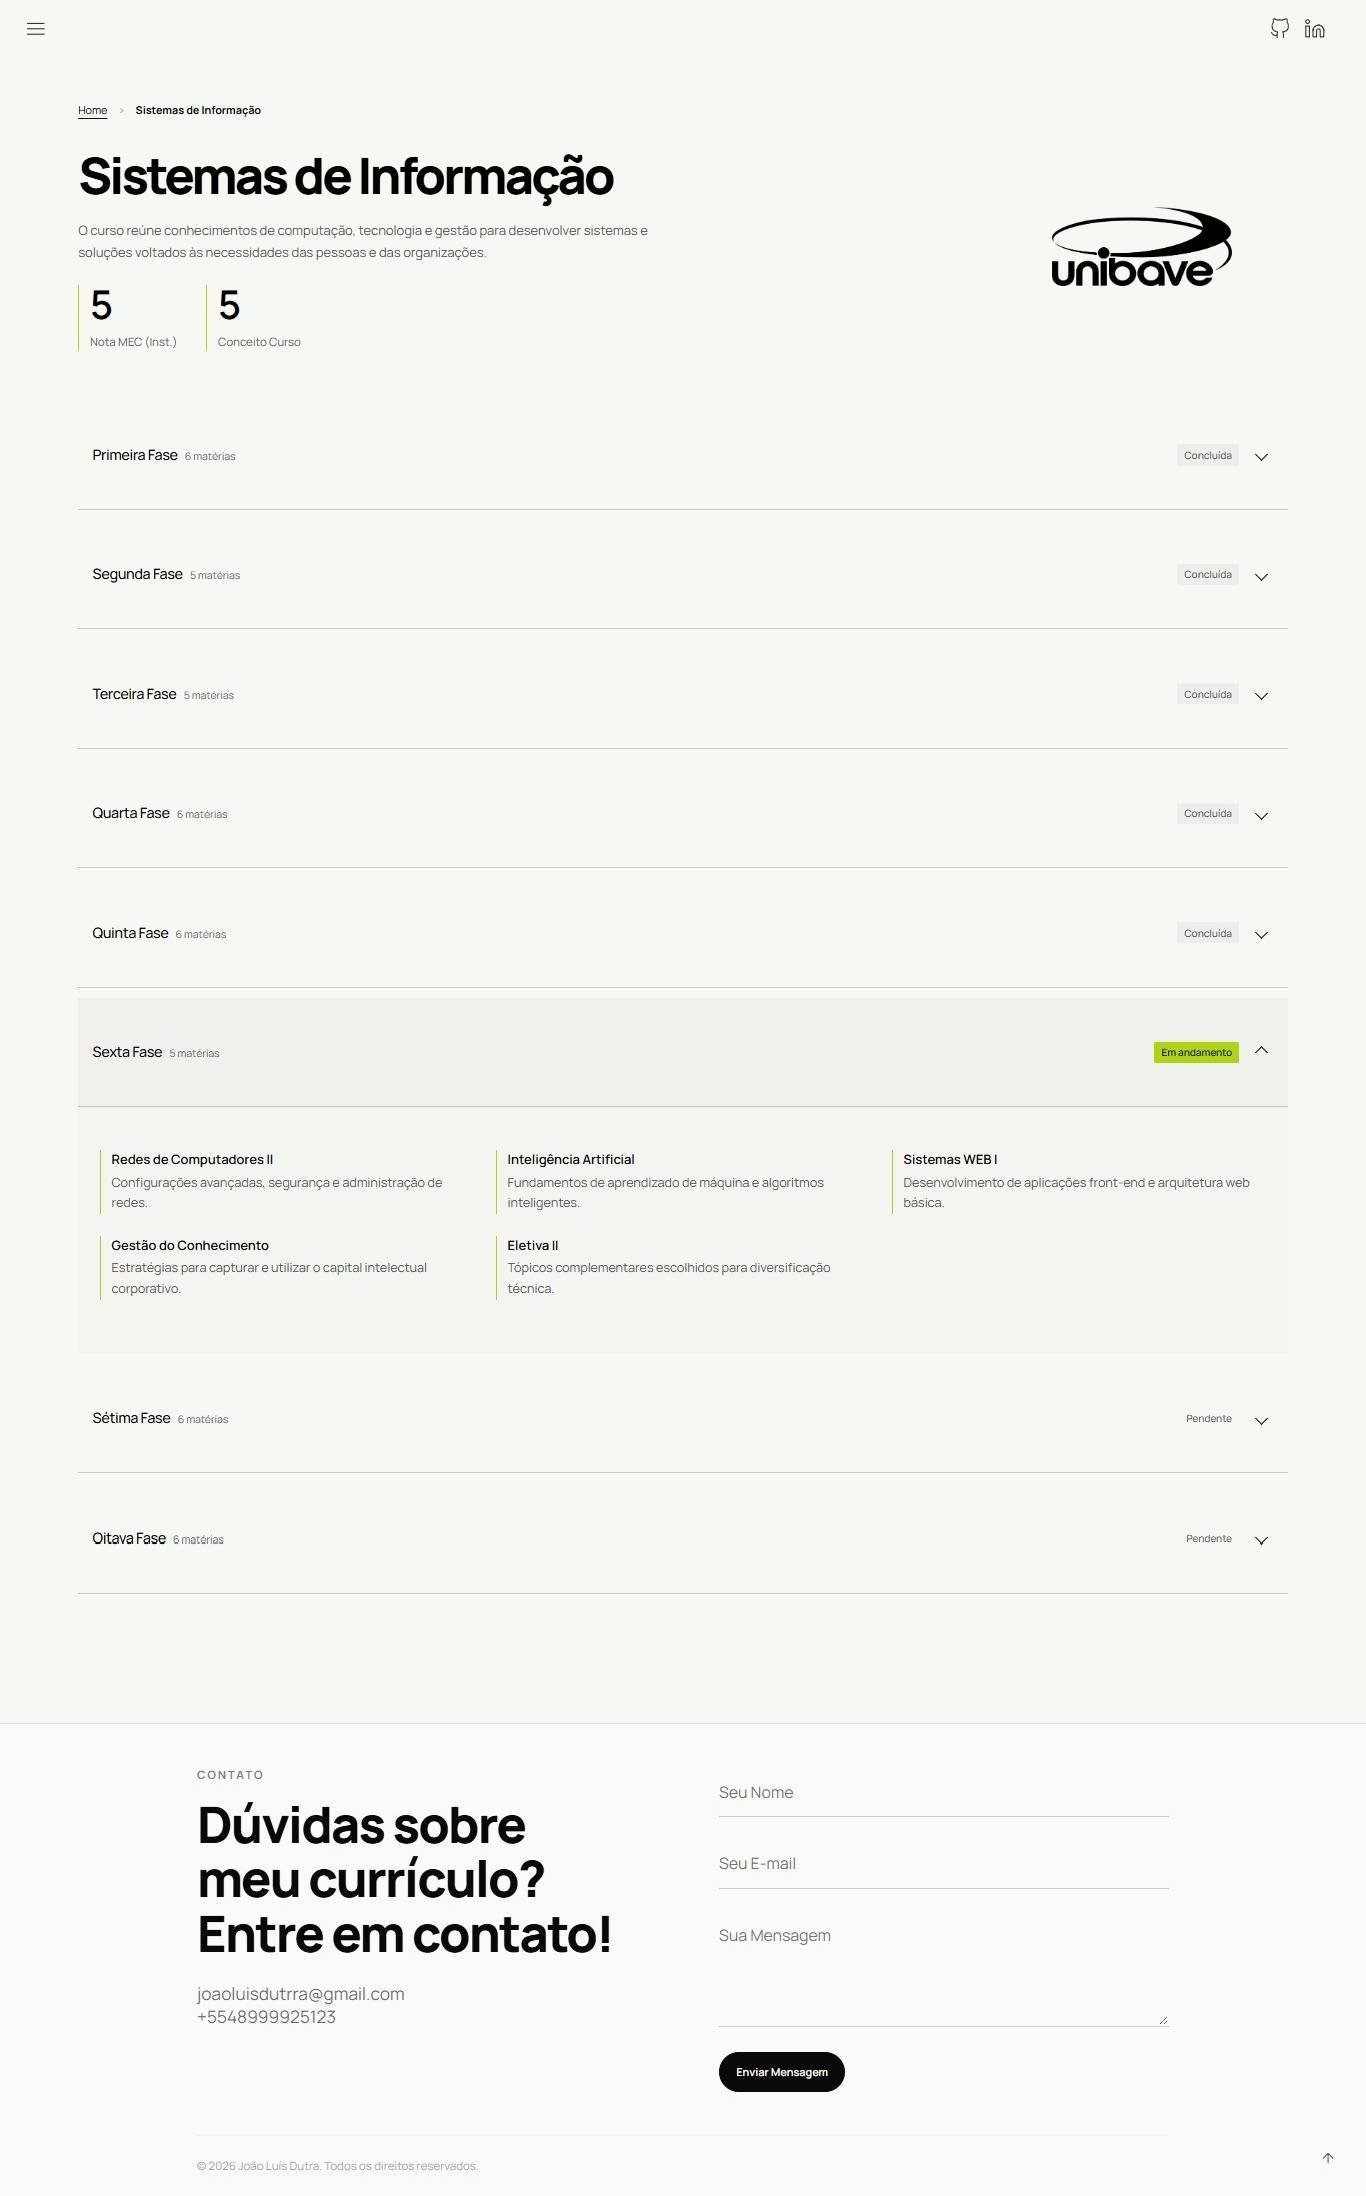 Home > Sistemas de Informação
Sistemas de Informação
O curso reúne conhecimentos de computação, tecnologia e gestão para desenvolver sistemas e
soluções voltados às necessidades das pessoas e das organizações.
unibave
5 5
Nota MEC (Inst.) Conceito Curso
Primeira Fase 6 matérias Concluída
Segunda Fase 5 matérias Concluída
Terceira Fase 5 matérias Concluída
Quarta Fase 6 matérias Concluída
Quinta Fase 6 matérias Concluída
Sexta Fase 5 matérias Em andamento
Redes de Computadores II
Configurações avançadas, segurança e administração de
redes.
Inteligência Artificial
Fundamentos de aprendizado de máquina e algoritmos
inteligentes.
Sistemas WEB I
Desenvolvimento de aplicações front-end e arquitetura web
básica.
Gestão do Conhecimento
Estratégias para capturar e utilizar o capital intelectual
corporativo.
Eletiva II
Tópicos complementares escolhidos para diversificação
técnica.
Sétima Fase 6 matérias Pendente
Oitava Fase 6 matérias Pendente
CONTATO
Dúvidas sobre
meu currículo?
Entre em contato!
joaoluisdutrra@gmail.com
+5548999925123
Seu Nome
Seu E-mail
Sua Mensagem
Enviar Mensagem
© 2026 João Luís Dutra. Todos os direitos reservados.